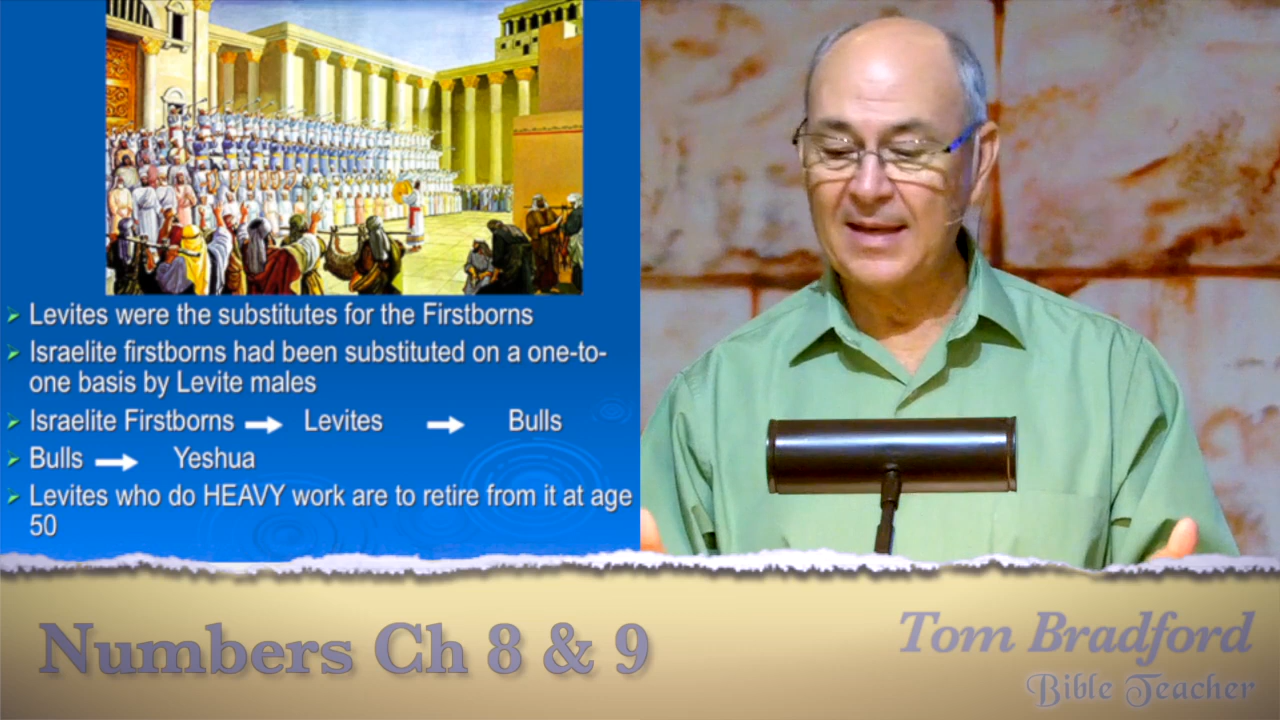 Levites were the substitutes for the Firstborns
Israelite firstborns had been substituted on a one-to-
one basis by Levite males
Israelite Firstborns → Levites → Bulls
Bulls → Yeshua
Levites who do HEAVY work are to retire from it at age
50
Numbers Ch 8 & 9
Tom Bradford
Bible Teacher